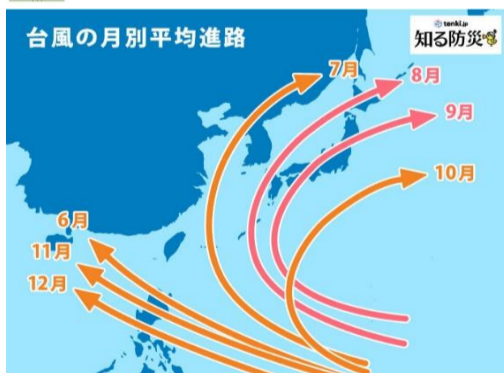 台風の月別平均進路
tenki.jp
知る防災
7月
8月
9月
10月
6月
11月
12月